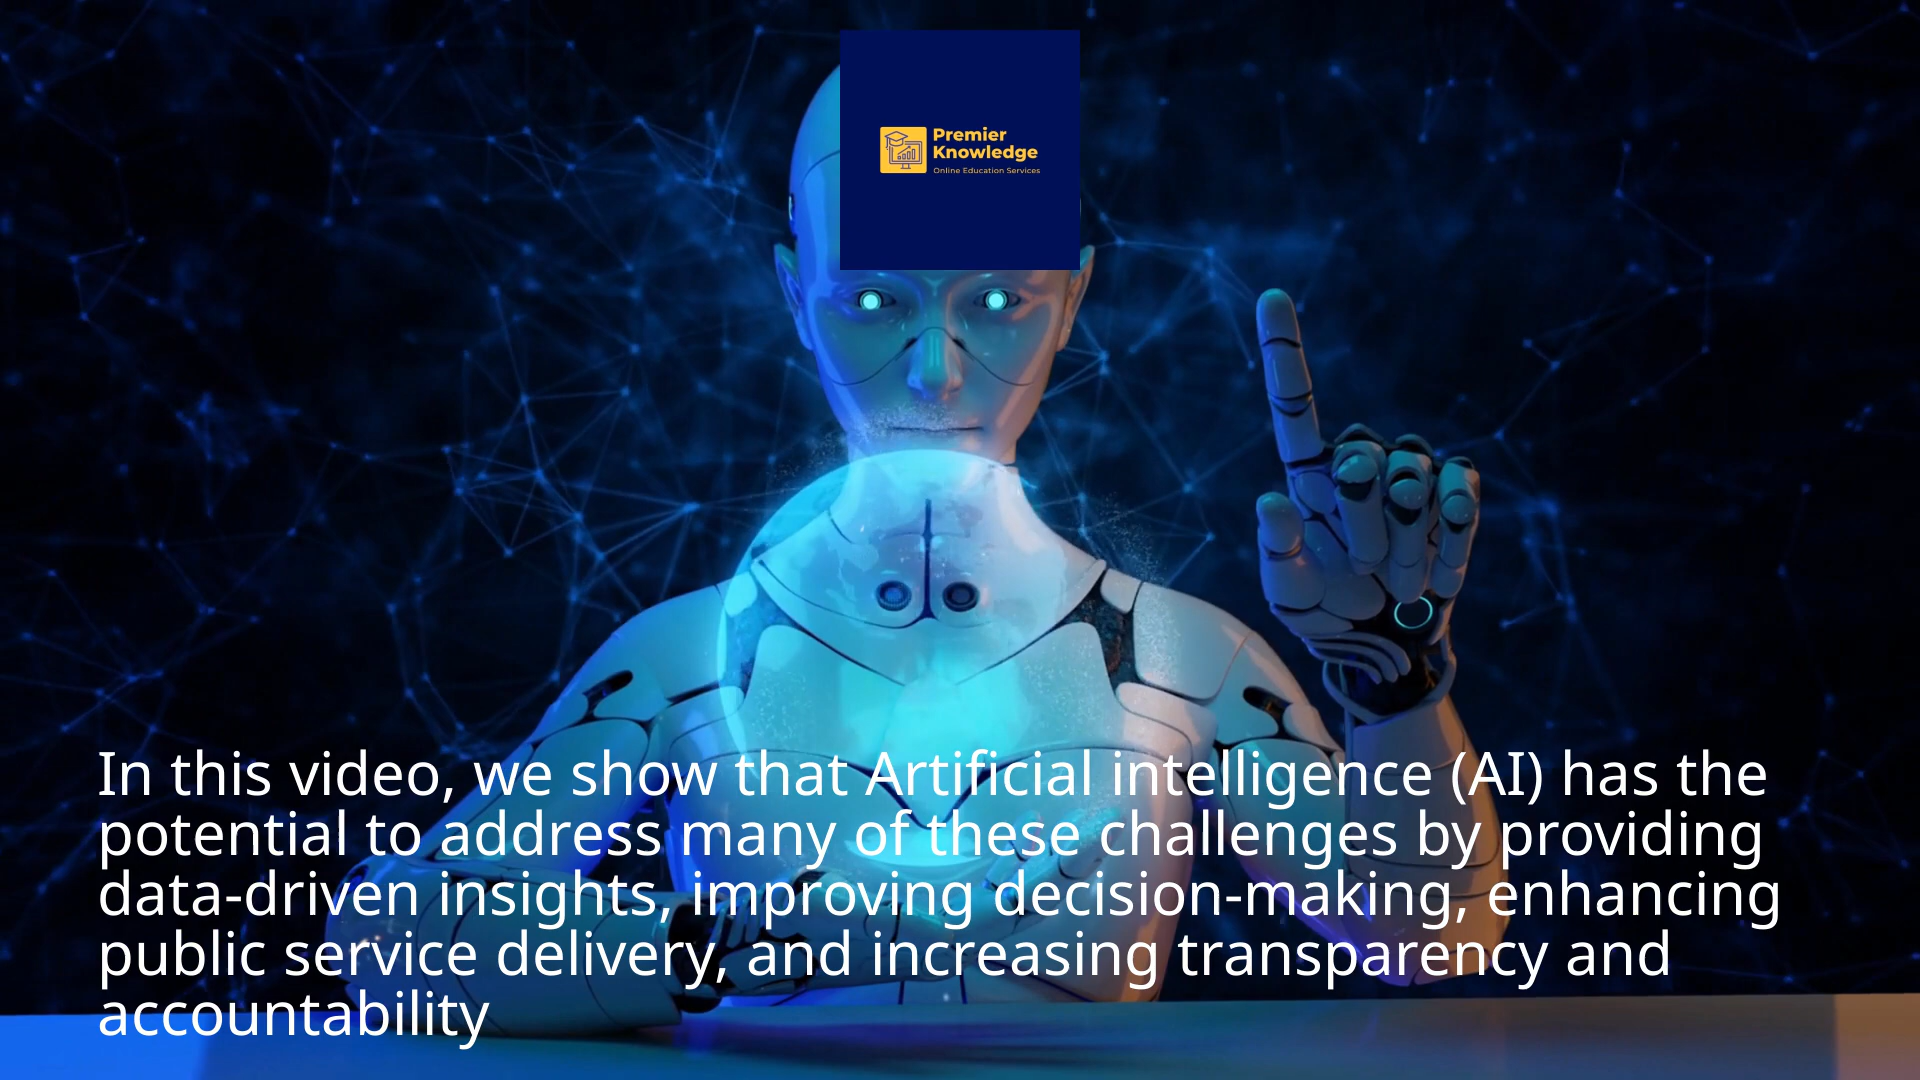 Premier
Knowledge
Online Education Services
In this video, we show that Artificial intelligence (AI) has the
potential to address many of these challenges by providing
data-driven insights, improving decision-making, enhancing
public service delivery, and increasing transparency and
accountability